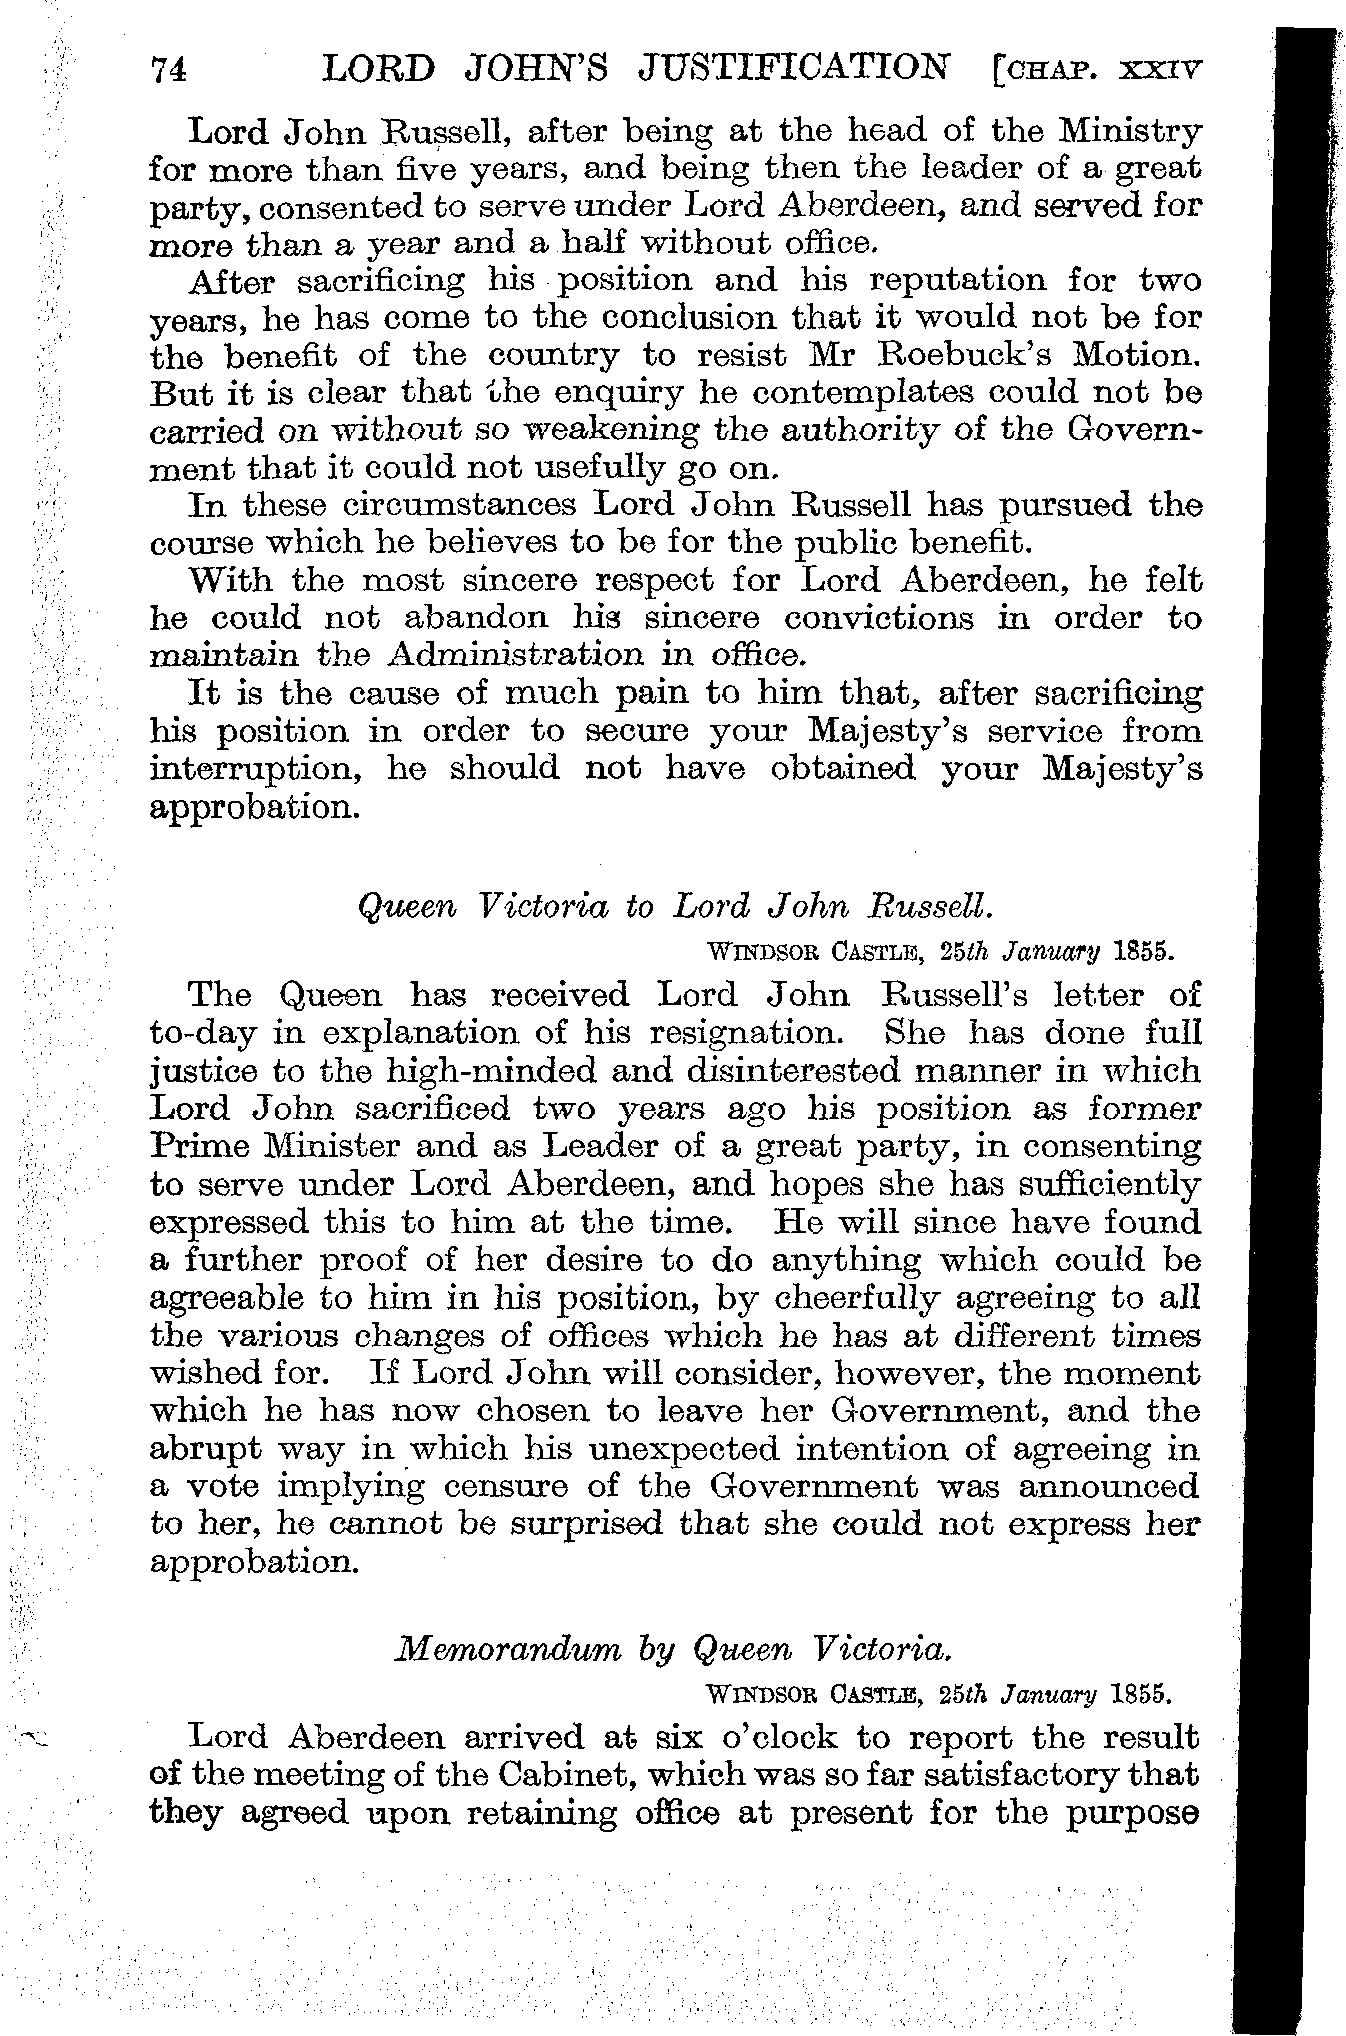 74 LORD JOHN'S JUSTIFICATION [CHAP. XXIV
Lord John Russell, after being at the head of the Ministry
for more than five years, and being then the leader of a great
party, consented to serve under Lord Aberdeen, and served for
more than a year and a half without office.
After sacrificing his position and his reputation for two
years, he has come to the conclusion that it would not be for
the benefit of the country to resist Mr Roebuck's Motion.
But it is clear that the enquiry he contemplates could not be
carried on without so weakening the authority of the Govern-
ment that it could not usefully go on.
In these circumstances Lord John Russell has pursued the
course which he believes to be for the public benefit.
With the most sincere respect for Lord Aberdeen, he felt
he could not abandon his sincere convictions in order to
maintain the Administration in office.
It is the cause of much pain to him that, after sacrificing
his position in order to secure your Majesty's service from
interruption, he should not have obtained your Majesty's
approbation.
Queen Victoria to Lord John Russell.
WINDSOR CASTLE, 25th January 1855.
The Queen has received Lord John Russell's letter of
to-day in explanation of his resignation. She has done full
justice to the high-minded and disinterested manner in which
Lord John sacrificed two years ago his position as former
Prime Minister and as Leader of a great party, in consenting
to serve under Lord Aberdeen, and hopes she has sufficiently
expressed this to him at the time. He will since have found
a further proof of her desire to do anything which could be
agreeable to him in his position, by cheerfully agreeing to all
the various changes of offices which he has at different times
wished for. If Lord John will consider, however, the moment
which he has now chosen to leave her Government, and the
abrupt way in which his unexpected intention of agreeing in
a vote implying censure of the Government was announced
to her, he cannot be surprised that she could not express her
approbation.
Memorandum by Queen Victoria.
WINDSOR CASTLE, 25th January 1855.
Lord Aberdeen arrived at six o'clock to report the result
of the meeting of the Cabinet, which was so far satisfactory that
they agreed upon retaining office at present for the purpose